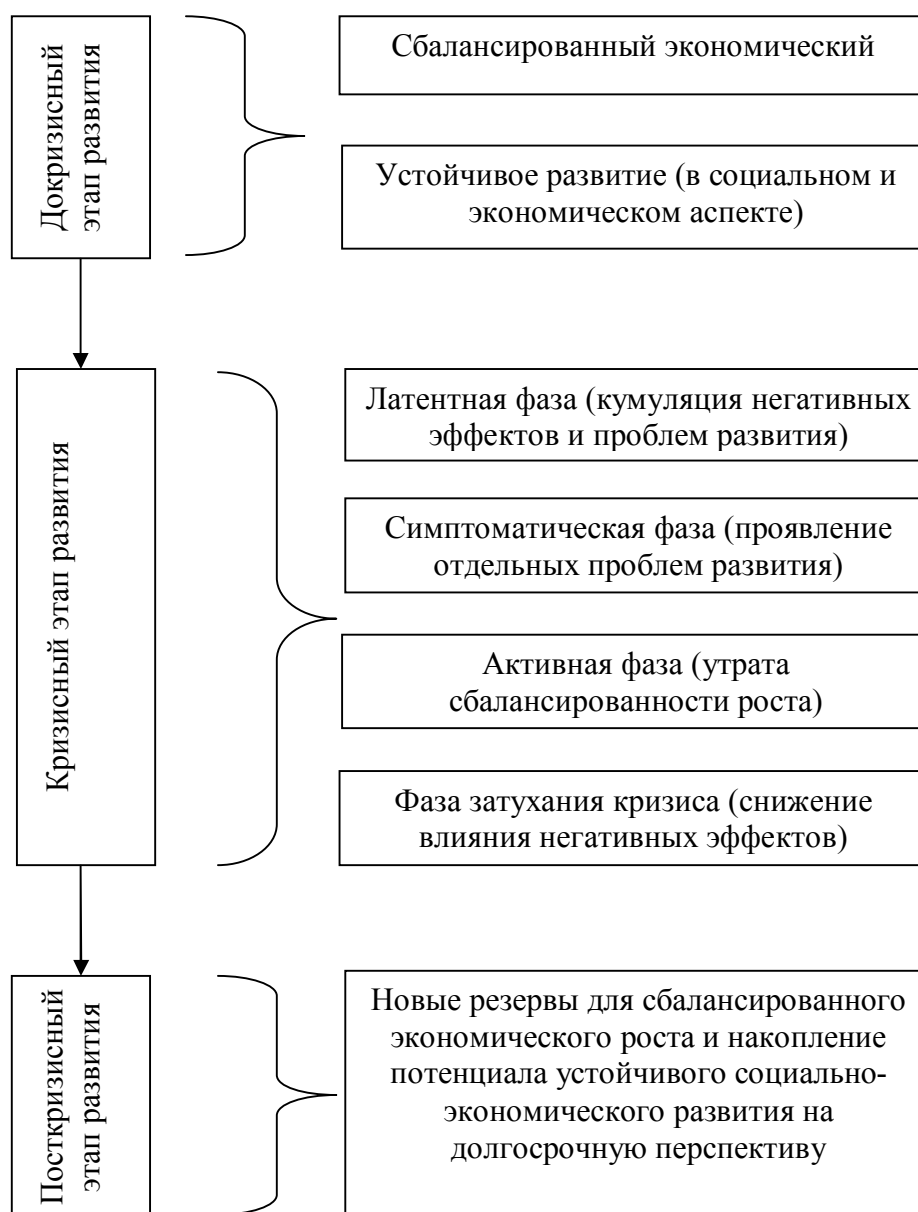 Докризисный
этап развития
Сбалансированный экономический
Устойчивое развитие (в социальном и
экономическом аспекте)
Кризисный этап развития
Латентная фаза (кумуляция негативных
эффектов и проблем развития)
Симптоматическая фаза (проявление
отдельных проблем развития)
Активная фаза (утрата
сбалансированности роста)
Фаза затухания кризиса (снижение
влияния негативных эффектов)
Посткризисный
этап развития
Новые резервы для сбалансированного
экономического роста и накопление
потенциала устойчивого социально-
экономического развития на
долгосрочную перспективу